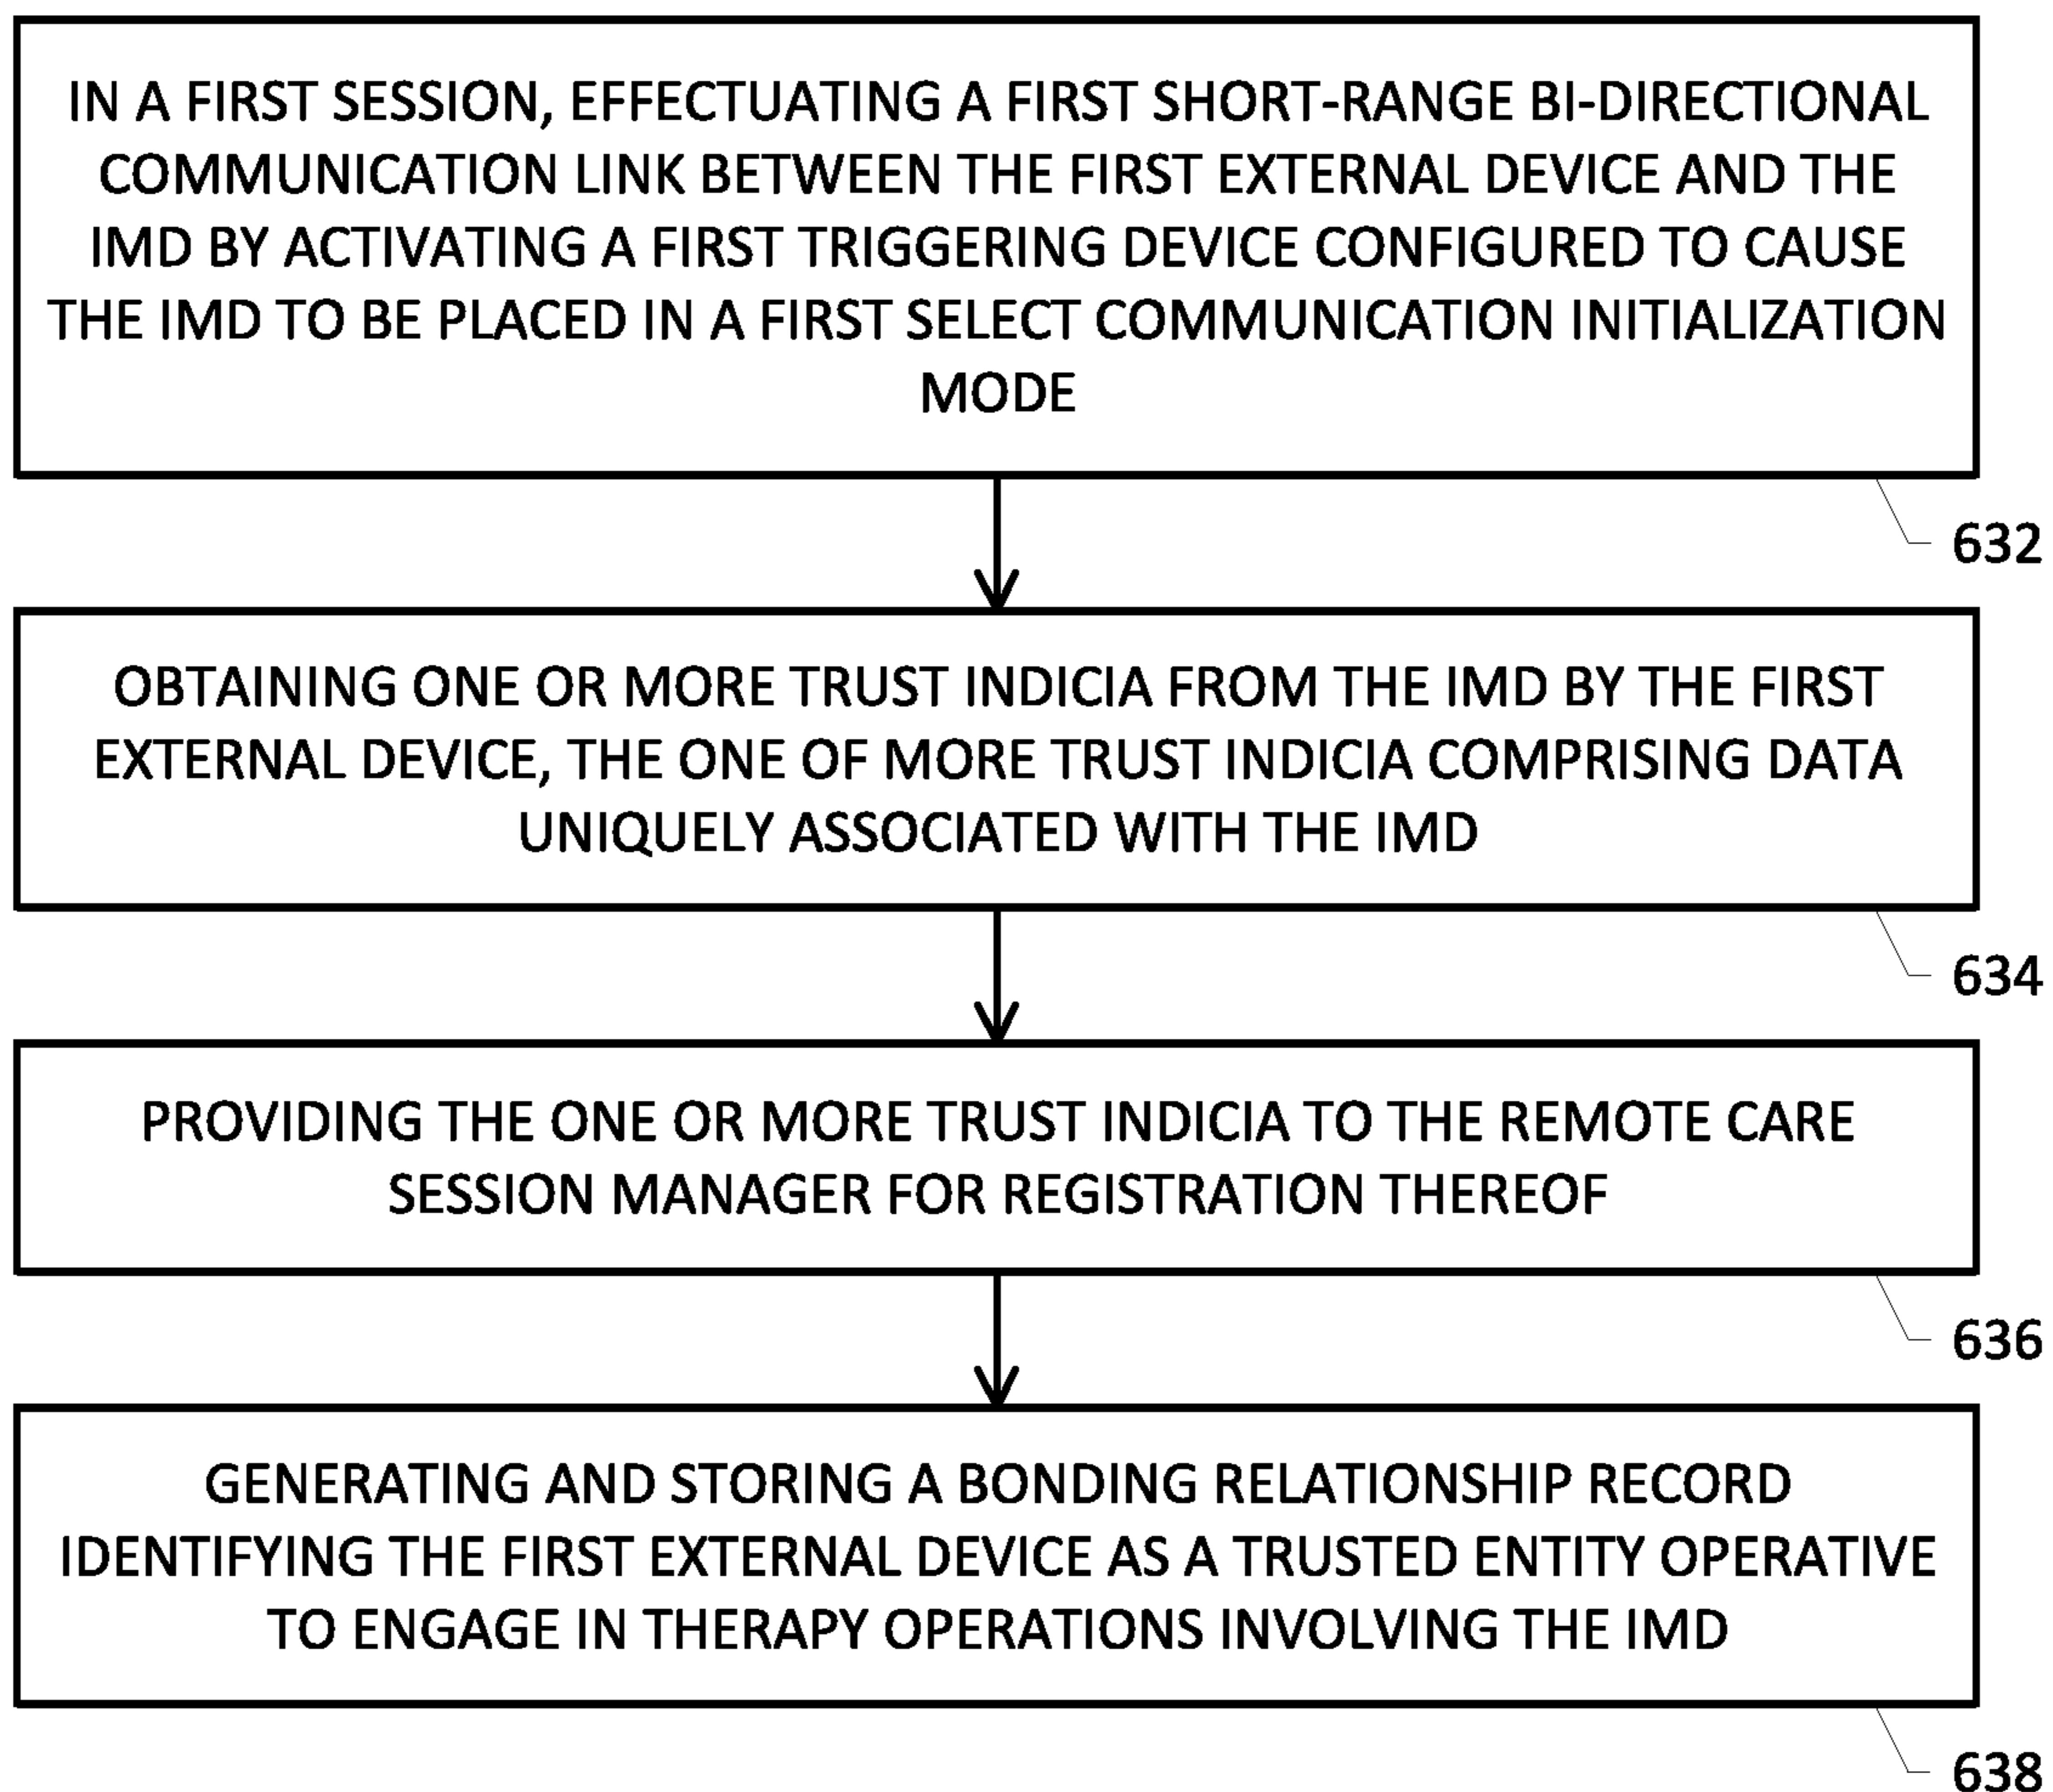 IN A FIRST SESSION, EFFECTUATING A FIRST SHORT-RANGE BI-DIRECTIONAL
COMMUNICATION LINK BETWEEN THE FIRST EXTERNAL DEVICE AND THE
IMD BY ACTIVATING A FIRST TRIGGERING DEVICE CONFIGURED TO CAUSE
THE IMD TO BE PLACED IN A FIRST SELECT COMMUNICATION INITIALIZATION
MODE
632
OBTAINING ONE OR MORE TRUST INDICIA FROM THE IMD BY THE FIRST
EXTERNAL DEVICE, THE ONE OF MORE TRUST INDICIA COMPRISING DATA
UNIQUELY ASSOCIATED WITH THE IMD
634
PROVIDING THE ONE OR MORE TRUST INDICIA TO THE REMOTE CARE
SESSION MANAGER FOR REGISTRATION THEREOF
636
GENERATING AND STORING A BONDING RELATIONSHIP RECORD
IDENTIFYING THE FIRST EXTERNAL DEVICE AS A TRUSTED ENTITY OPERATIVE
TO ENGAGE IN THERAPY OPERATIONS INVOLVING THE IMD
638